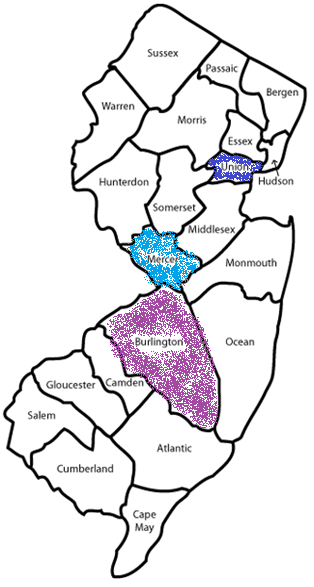 Sussex
Passaic
Bergen
Warren
Morris
Essex
Union
Hudson
Hunterdon
Somerset
Middlesex
Mercer
Monmouth
Burlington
Ocean
Camden
Gloucester
Salem
Atlantic
Cumberland
Cape
May